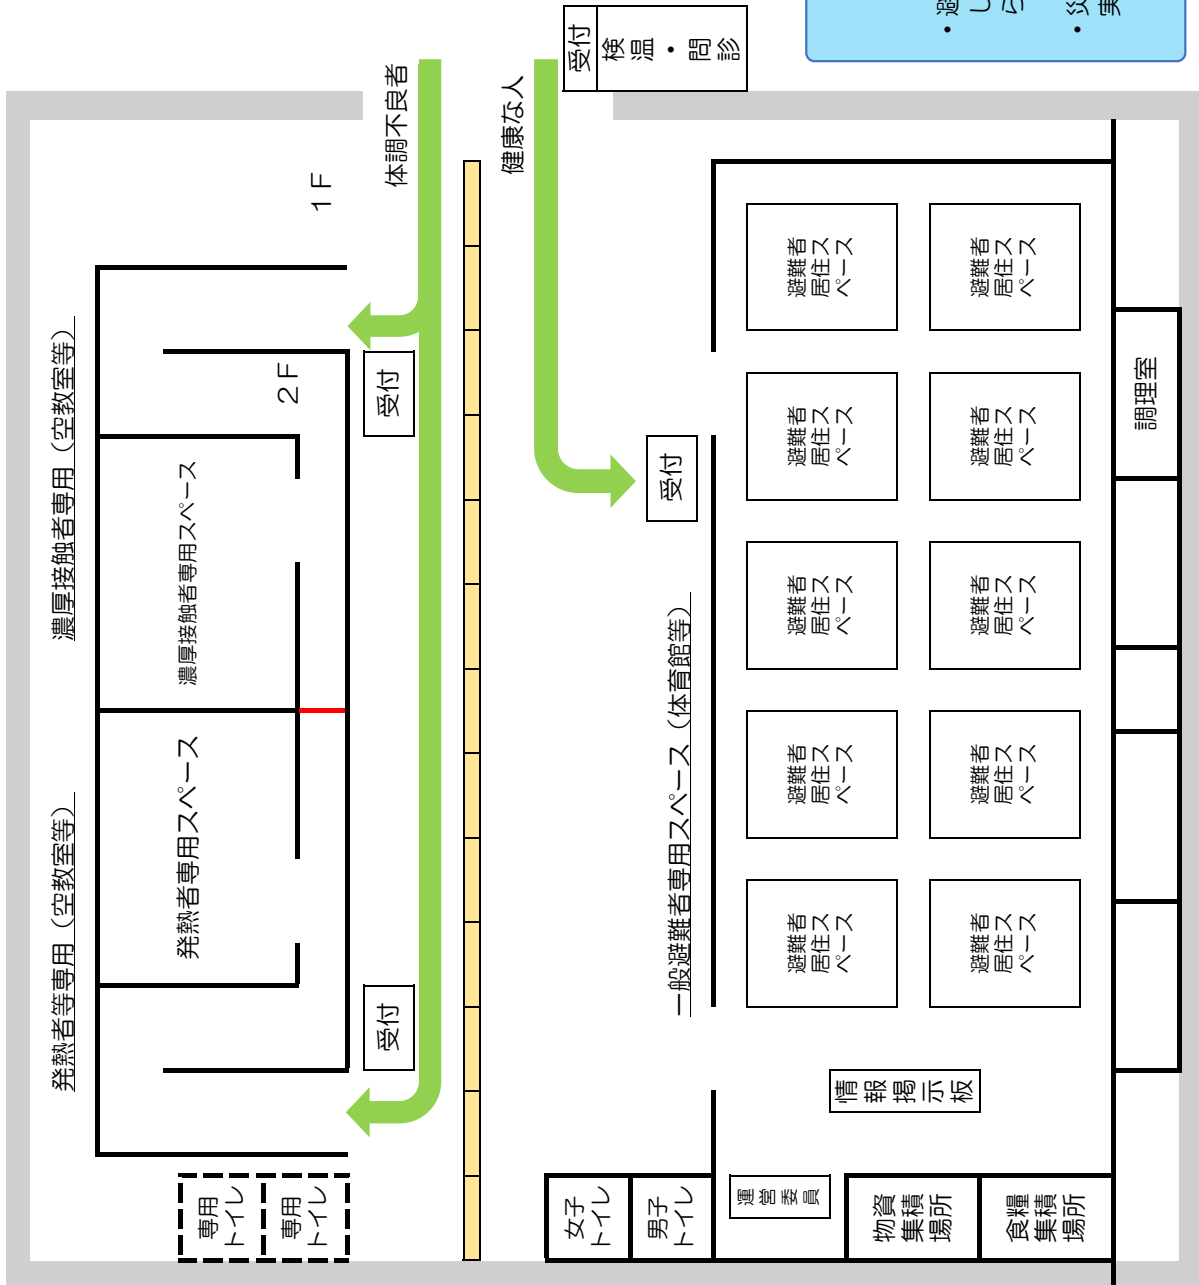 発熱者等専用（空教室等）
濃厚接触者専用（空教室等）
専用
トイレ
発熱者専用スペース
濃厚接触者専用スペース
専用
トイレ
２Ｆ
１Ｆ
受付
受付
体調不良者
健康な人
受付
検温・問診
女子
トイレ
男子
トイレ
一般避難者専用スペース（体育館等）
受付
運営委員
避難者
居住ス
ペース
避難者
居住ス
ペース
避難者
居住ス
ペース
避難者
居住ス
ペース
避難者
居住ス
ペース
情報掲示板
物資
集積
場所
避難者
居住ス
ペース
避難者
居住ス
ペース
避難者
居住ス
ペース
避難者
居住ス
ペース
避難者
居住ス
ペース
食糧
集積
場所
調理室
・避
し
ら
・災
実